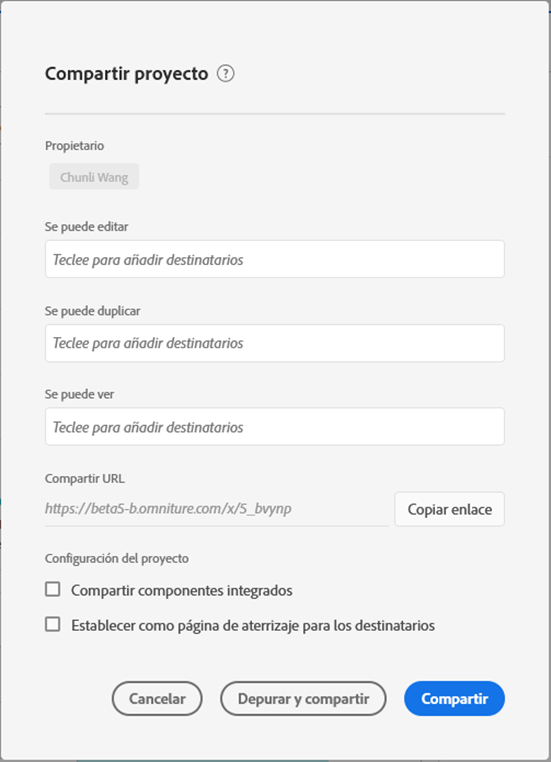 Compartir proyecto ?
Propietario
Chunli Wang
Se puede editar
Teclee para añadir destinatarios
Se puede duplicar
Teclee para añadir destinatarios
Se puede ver
Teclee para añadir destinatarios
Compartir URL
https://beta5-b.omniture.com/x/5_bvynp
Copiar enlace
Configuración del proyecto
Compartir componentes integrados
Establecer como página de aterrizaje para los destinatarios
Cancelar Depurar y compartir Compartir